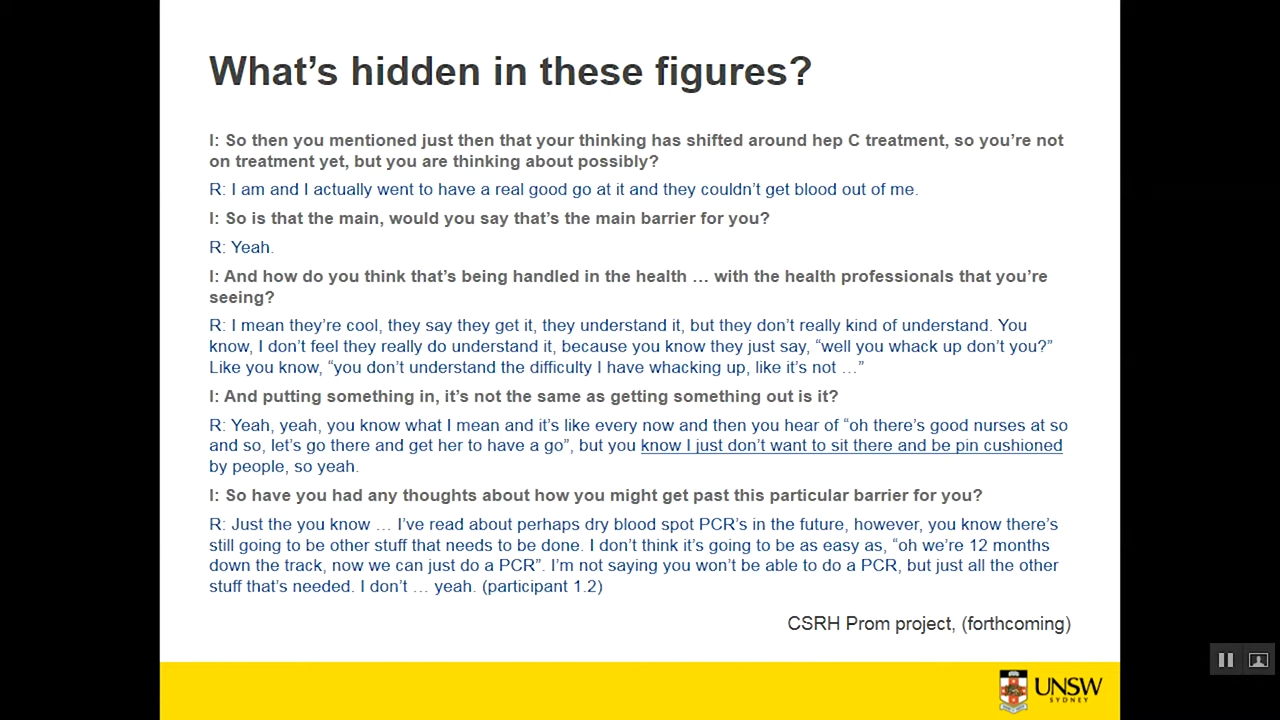 What's hidden in these figures?
I: So then you mentioned just then that your thinking has shifted around hep C treatment, so you're not
on treatment yet, but you are thinking about possibly?
R: I am and I actually went to have a real good go at it and they couldn't get blood out of me.
I: So is that the main, would you say that's the main barrier for you?
R: Yeah.
I: And how do you think that's being handled in the health … with the health professionals that you're
seeing?
R: I mean they're cool, they say they get it, they understand it, but they don't really kind of understand. You
know, I don't feel they really do understand it, because you know they just say, “well you whack up don't you?”
Like you know, “you don't understand the difficulty I have whacking up, like it's not …”
I: And putting something in, it's not the same as getting something out is it?
R: Yeah, yeah, you know what I mean and it's like every now and then you hear of “oh there's good nurses at so
and so, let's go there and get her to have a go”, but you know I just don't want to sit there and be pin cushioned
by people, so yeah.
I: So have you had any thoughts about how you might get past this particular barrier for you?
R: Just the you know … I've read about perhaps dry blood spot PCR's in the future, however, you know there's
still going to be other stuff that needs to be done. I don't think it's going to be as easy as, “oh we're 12 months
down the track, now we can just do a PCR”. I'm not saying you won't be able to do a PCR, but just all the other
stuff that's needed. I don't … yeah. (participant 1.2)
CSRH Prom project, (forthcoming)
UNSW
SYDNEY